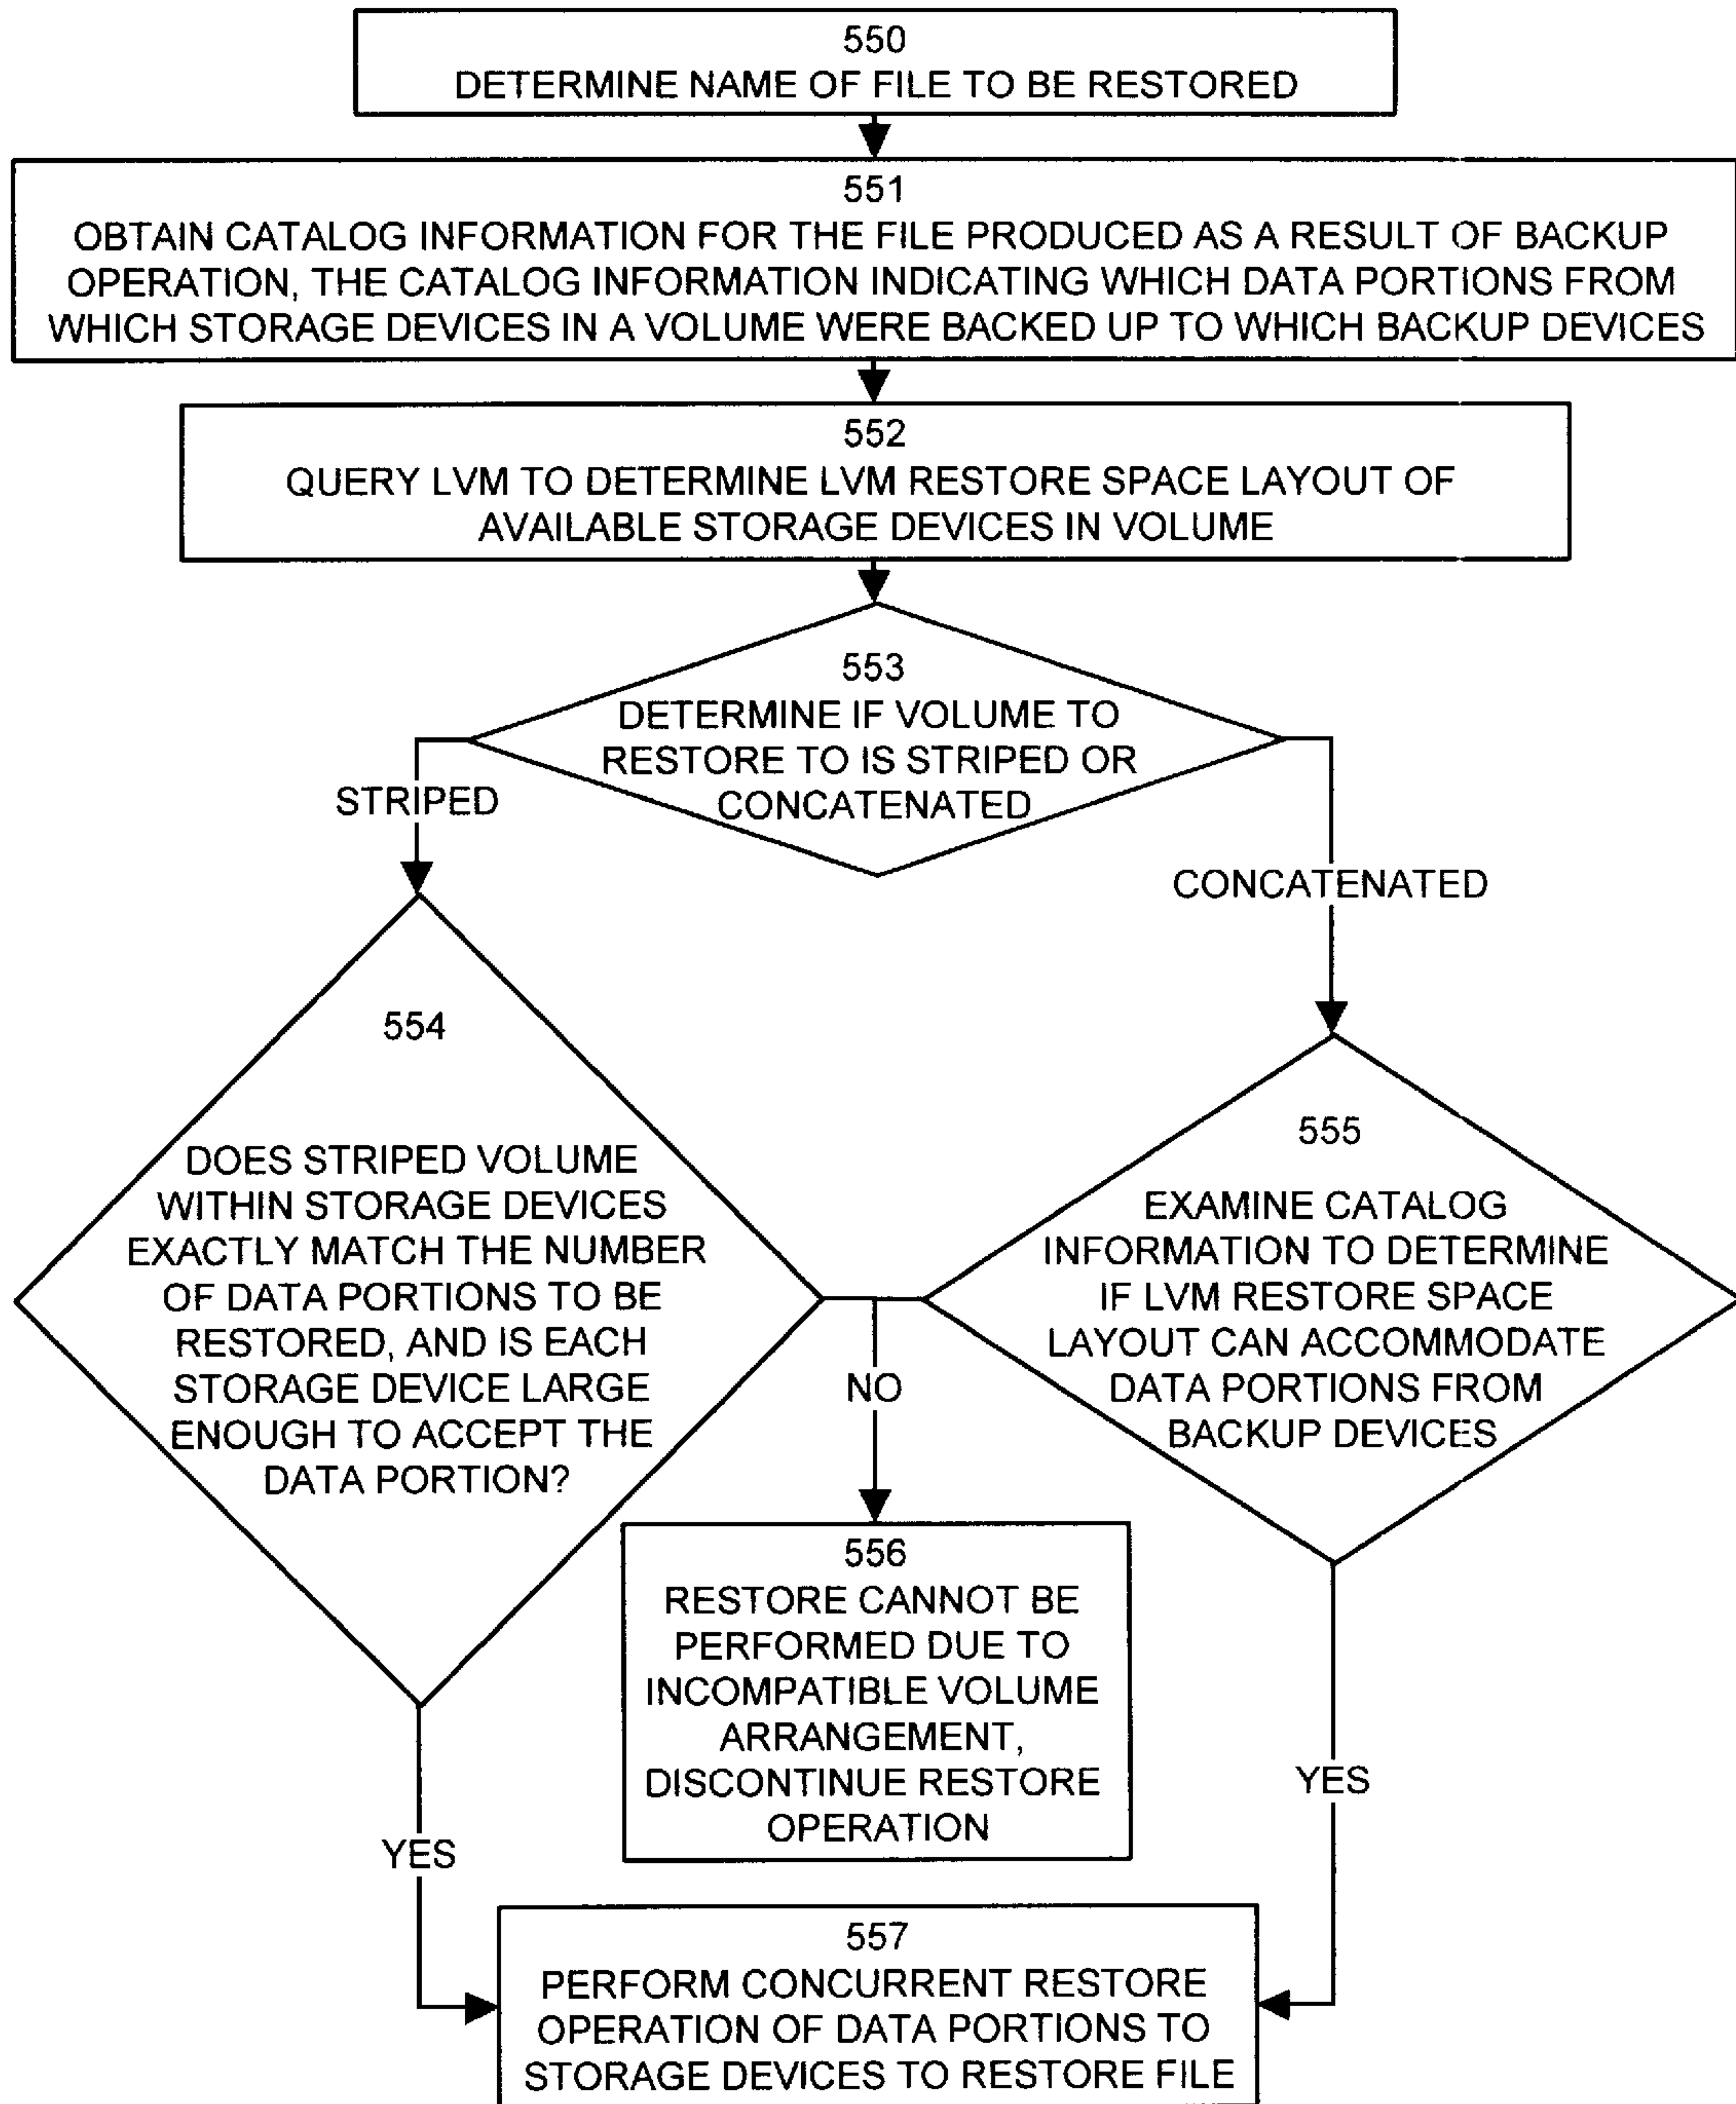 550
DETERMINE NAME OF FILE TO BE RESTORED
551
OBTAIN CATALOG INFORMATION FOR THE FILE PRODUCED AS A RESULT OF BACKUP
OPERATION, THE CATALOG INFORMATION INDICATING WHICH DATA PORTIONS FROM
WHICH STORAGE DEVICES IN A VOLUME WERE BACKED UP TO WHICH BACKUP DEVICES
552
QUERY LVM TO DETERMINE LVM RESTORE SPACE LAYOUT OF
AVAILABLE STORAGE DEVICES IN VOLUME
553
DETERMINE IF VOLUME TO
RESTORE TO IS STRIPED OR
CONCATENATED
STRIPED
CONCATENATED
554
DOES STRIPED VOLUME
WITHIN STORAGE DEVICES
EXACTLY MATCH THE NUMBER
OF DATA PORTIONS TO BE
RESTORED, AND IS EACH
STORAGE DEVICE LARGE
ENOUGH TO ACCEPT THE
DATA PORTION?
555
EXAMINE CATALOG
INFORMATION TO DETERMINE
IF LVM RESTORE SPACE
LAYOUT CAN ACCOMMODATE
DATA PORTIONS FROM
BACKUP DEVICES
NO
556
RESTORE CANNOT BE
PERFORMED DUE TO
INCOMPATIBLE VOLUME
ARRANGEMENT,
DISCONTINUE RESTORE
OPERATION
YES
YES
557
PERFORM CONCURRENT RESTORE
OPERATION OF DATA PORTIONS TO
STORAGE DEVICES TO RESTORE FILE